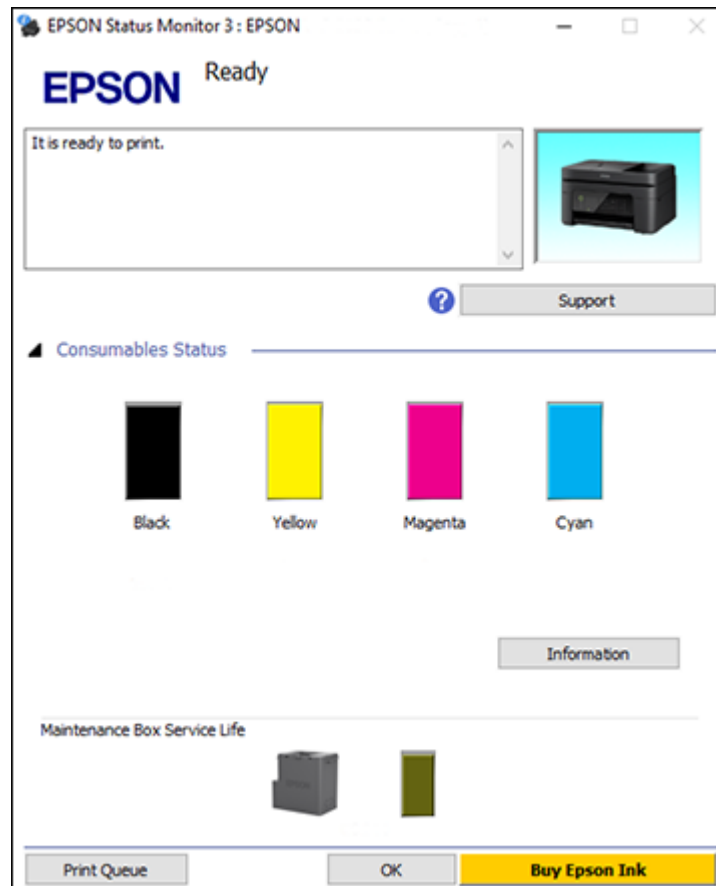 EPSON Status Monitor 3 : EPSON
EPSON
Ready
It is ready to print.
Support
Consumables Status
Black
Yellow
Magenta
Cyan
Information
Maintenance Box Service Life
Print Queue
OK
Buy Epson Ink